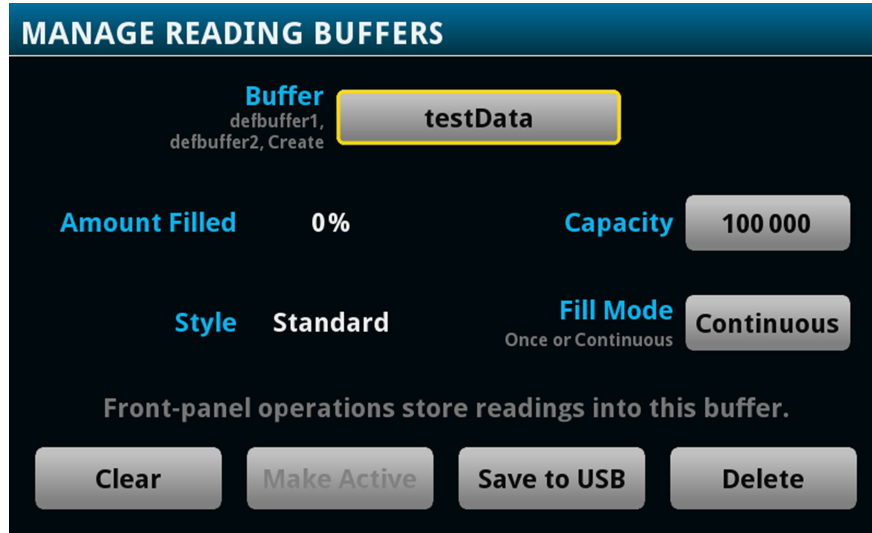 MANAGE READING BUFFERS
Buffer
defbuffer1,
defbuffer2, Create
testData
Amount Filled 0%
Capacity 100 000
Style Standard
Fill Mode
Once or Continuous
Continuous
Front-panel operations store readings into this buffer.
Clear Make Active Save to USB Delete